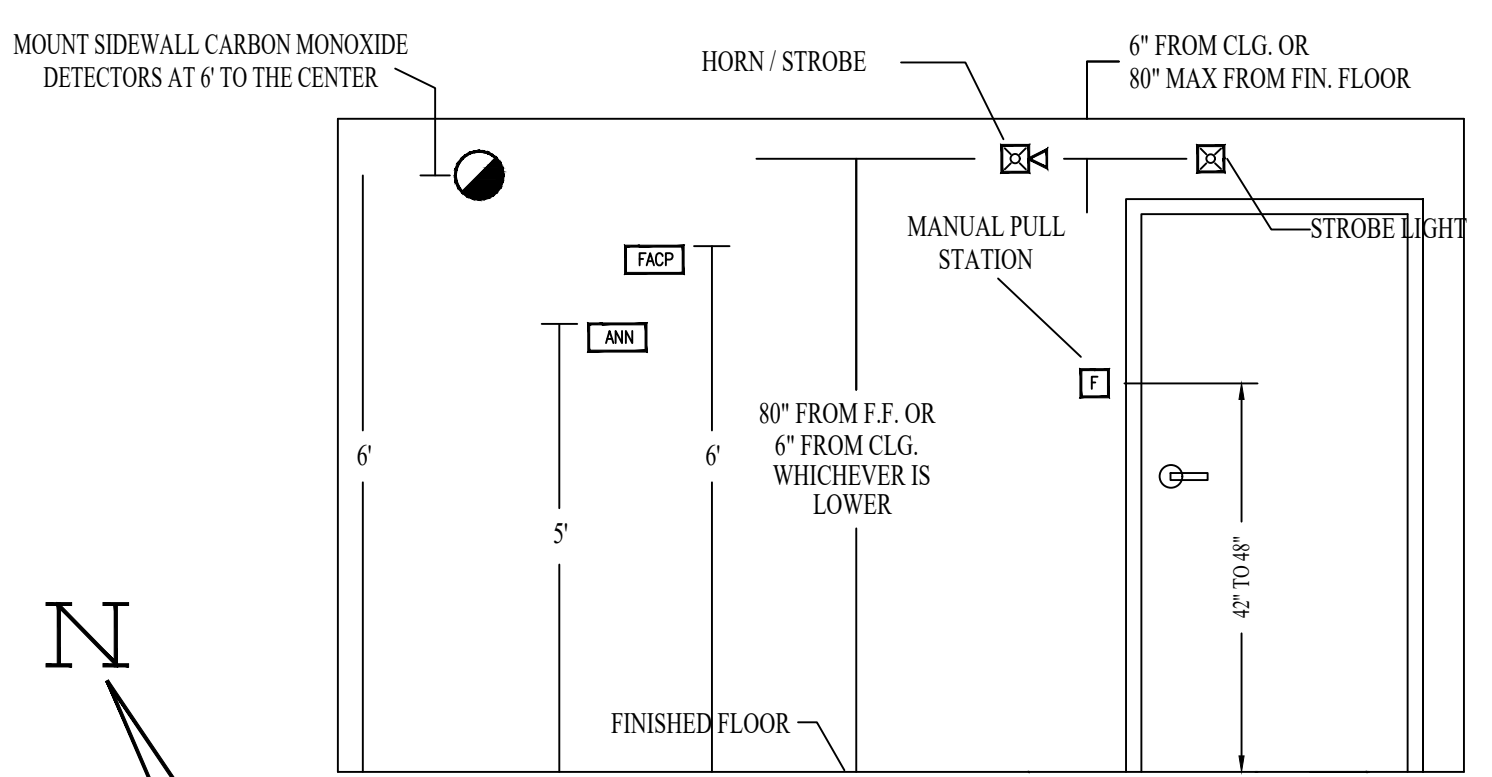 MOUNT SIDEWALL CARBON MONOXIDE
DETECTORS AT 6' TO THE CENTER
HORN / STROBE
6" FROM CLG. OR
80" MAX FROM FIN. FLOOR
MANUAL PULL
STATION
STROBE LIGHT
FACP
ANN
F
80" FROM F.F. OR
6" FROM CLG.
WHICHEVER IS
LOWER
6'
6'
5'
42" TO 48"
N
FINISHED FLOOR